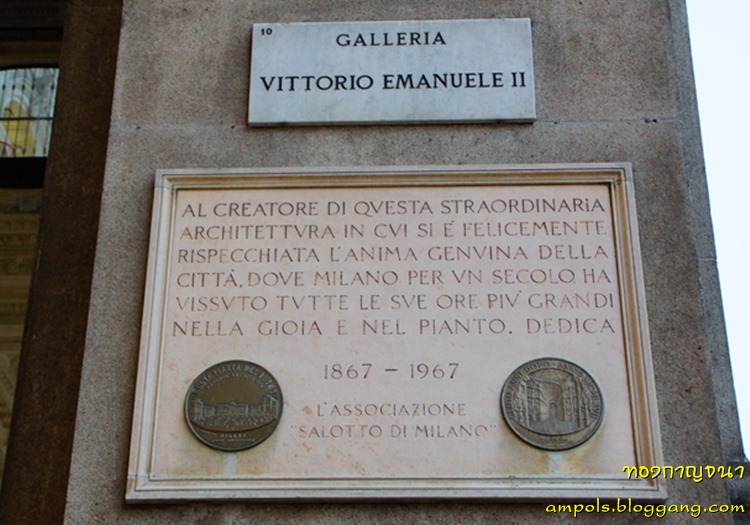 10
GALLERIA
VITTORIO EMANUELE II
AL CREATORE DI QVESTA STRAORDINARIA
ARCHITETTVRA IN CVI SI É FELICEMENTE
RISPECCHIATA L'ANIMA GENVINA DELLA
CITTÁ, DOVE MILANO PER VN SECOLO HA
VISSVTO TVTTE LE SVE ORE PIV' GRANDI
NELLA GIOIA E NEL PIANTO. DEDICA
1867 - 1967
L'ASSOCIAZIONE
"SALOTTO DI MILANO"
ทองกาญจนา
ampols.bloggang.com